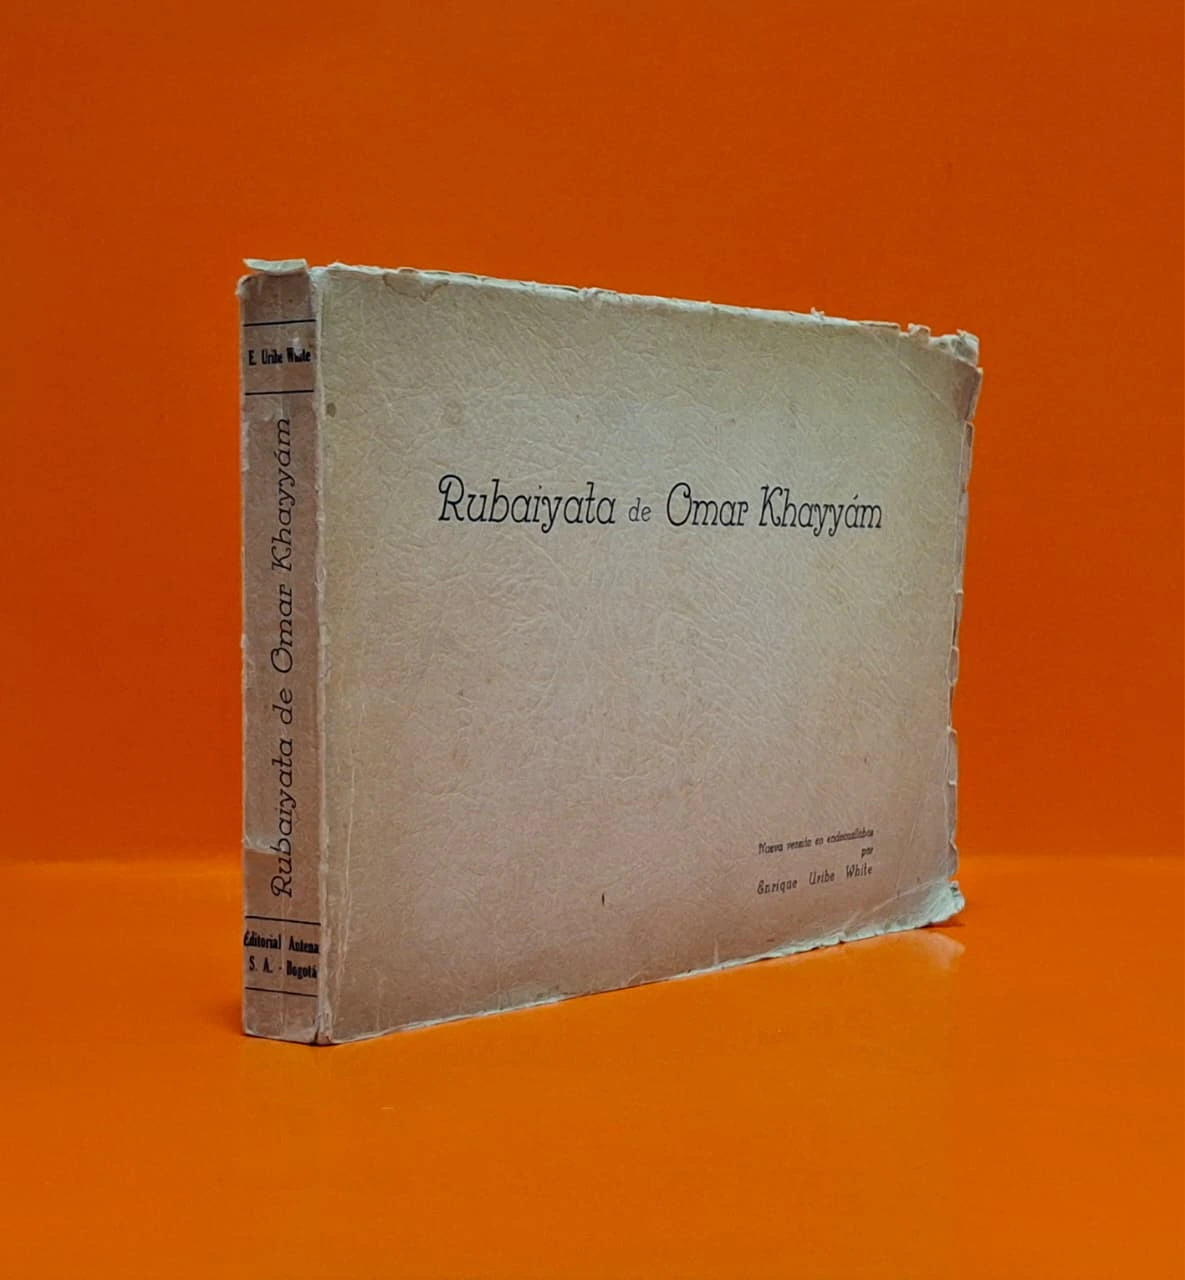 E. Uribe White
Rubaiyata de Omar Khayyám
Editorial Antena
S. A. - Bogotá
Rubaiyata de Omar Khayyám
Nueva versión en endecasílabos
por
Enrique Uribe White